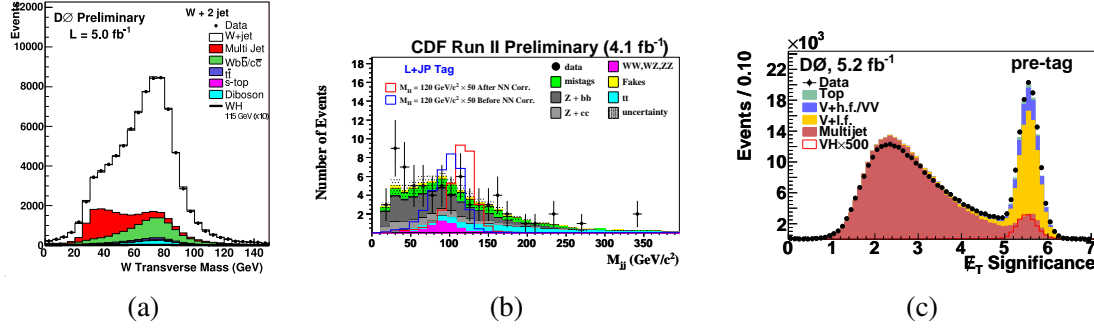 DØ Preliminary
L = 5.0 fb⁻¹
W + 2 jet
Data
W+jet
Multi Jet
Wbb̄/cc̄
tt̄
s-top
Diboson
WH
115 GeV (x10)
Events
12000
10000
8000
6000
4000
2000
0
0 20 40 60 80 100 120 140
W Transverse Mass (GeV)
(a)
CDF Run II Preliminary (4.1 fb⁻¹)
L+JP Tag
M_H = 120 GeV/c² × 50 After NN Corr.
M_H = 120 GeV/c² × 50 Before NN Corr.
data
mistags
Z + bb
Z + cc
WW,WZ,ZZ
Fakes
tt
uncertainty
Number of Events
18
16
14
12
10
8
6
4
2
0 50 100 150 200 250 300 350
M_jj (GeV/c²)
(b)
×10³
DØ, 5.2 fb⁻¹
pre-tag
Data
Top
V+h.f./VV
V+l.f.
Multijet
VH×500
Events / 0.10
22
18
14
10
6
2
0
0 1 2 3 4 5 6 7
E̸_T Significance
(c)